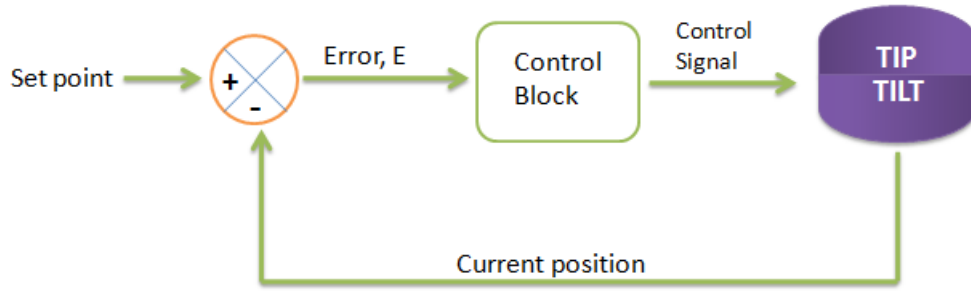 Set point
+
-
Error, E
Control
Block
Control
Signal
TIP
TILT
Current position